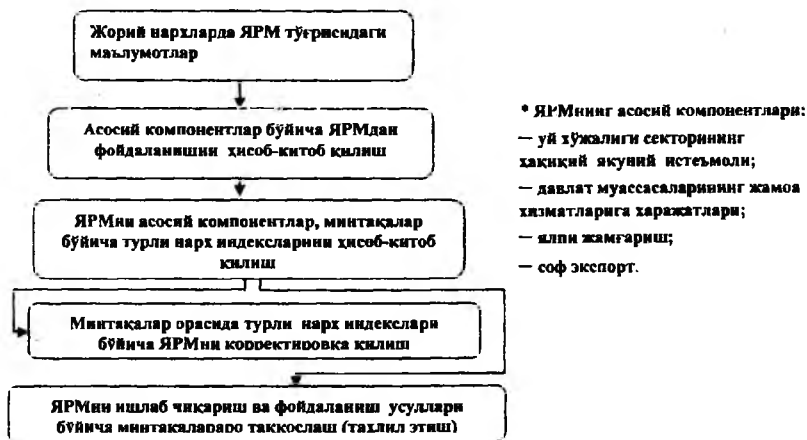 Жорий нархларда ЯРМ тўғрисидаги
маълумотлар
Асосий компонентлар бўйича ЯРМдан
фойдаланишни ҳисоб-китоб қилиш
ЯРМни асосий компонентлар, минтақалар
бўйича турли нарх индексларини ҳисоб-китоб
қилиш
Минтақалар орасида турли нарх индекслари
бўйича ЯРМни корректировка қилиш
ЯРМни ишлаб чиқариш ва фойдаланиш усуллари
бўйича минтақалараро таққослаш (таҳлил этиш)
* ЯРМнинг асосий компонентлари:
— уй хўжалиги секторининг
ҳақиқий якуний истеъмоли;
— давлат муассасаларининг жамоа
хизматларига харажатлари;
— ялпи жамғариш;
— соф экспорт.